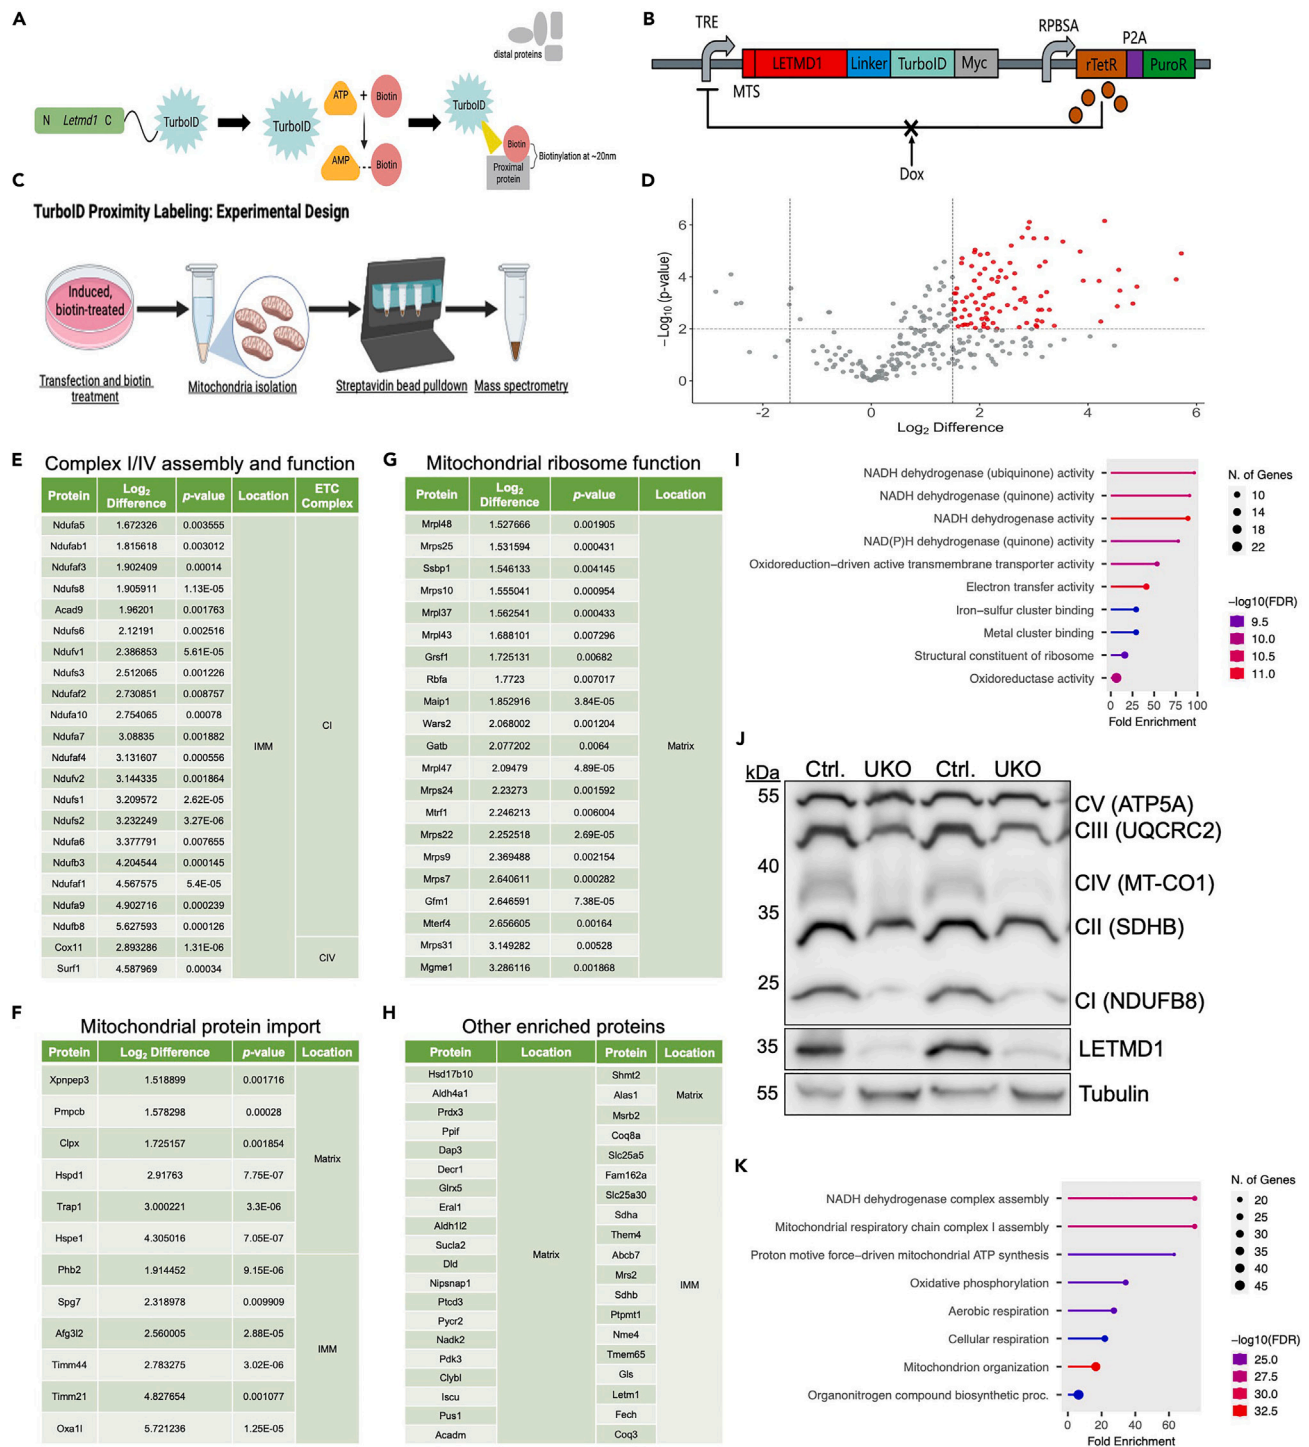 A
distal proteins
N Letmd1 C
TurboID
TurboID
ATP + Biotin
AMP Biotin
TurboID
Biotin
Proximal
protein
Biotinylation at ~20nm
B
TRE
RPBSA
P2A
LETMD1 Linker TurboID Myc
rTetR PuroR
MTS
Dox
C
TurboID Proximity Labeling: Experimental Design
Induced,
biotin-treated
Transfection and biotin
treatment
Mitochondria isolation
Streptavidin bead pulldown
Mass spectrometry
D
−Log10 (p-value)
6
4
2
0
-2 0 2 4 6
Log2 Difference
E
Complex I/IV assembly and function
Protein Log2 Difference p-value Location ETC Complex
Ndufa5 1.672326 0.003555
Ndufab1 1.815618 0.003012
Ndufaf3 1.902409 0.00014
Ndufs8 1.905911 1.13E-05
Acad9 1.96201 0.001763
Ndufs6 2.12191 0.002516
Ndufv1 2.386853 5.61E-05
Ndufs3 2.512065 0.001226
Ndufaf2 2.730851 0.008757
Ndufa10 2.754065 0.00078
CI
Ndufa7 3.08835 0.001882
IMM
Ndufaf4 3.131607 0.000556
Ndufv2 3.144335 0.001864
Ndufs1 3.209572 2.62E-05
Ndufs2 3.232249 3.27E-06
Ndufa6 3.377791 0.007655
Ndufb3 4.204544 0.000145
Ndufaf1 4.567575 5.4E-05
Ndufa9 4.902716 0.000239
Ndufb8 5.627593 0.000126
Cox11 2.893286 1.31E-06
CIV
Surf1 4.587969 0.00034
F
Mitochondrial protein import
Protein Log2 Difference p-value Location
Xpnpep3 1.518899 0.001716
Pmpcb 1.578298 0.00028
Clpx 1.725157 0.001854
Matrix
Hspd1 2.91763 7.75E-07
Trap1 3.000221 3.3E-06
Hspe1 4.305016 7.05E-07
Phb2 1.914452 9.15E-06
Spg7 2.318978 0.009909
Afg3l2 2.560005 2.88E-05
IMM
Timm44 2.783275 3.02E-06
Timm21 4.827654 0.001077
Oxa1l 5.721236 1.25E-05
G
Mitochondrial ribosome function
Protein Log2 Difference p-value Location
Mrpl48 1.527666 0.001905
Mrps25 1.531594 0.000431
Ssbp1 1.546133 0.004145
Mrps10 1.555041 0.000954
Mrpl37 1.562541 0.000433
Mrpl43 1.688101 0.007296
Grsf1 1.725131 0.00682
Rbfa 1.7723 0.007017
Maip1 1.852916 3.84E-05
Wars2 2.068002 0.001204
Gatb 2.077202 0.0064 Matrix
Mrpl47 2.09479 4.89E-05
Mrps24 2.23273 0.001592
Mtrf1 2.246213 0.006004
Mrps22 2.252518 2.69E-05
Mrps9 2.369488 0.002154
Mrps7 2.640611 0.000282
Gfm1 2.646591 7.38E-05
Mterf4 2.656605 0.00164
Mrps31 3.149282 0.00528
Mgme1 3.286116 0.001868
H
Other enriched proteins
Protein Location Protein Location
Hsd17b10
Aldh4a1
Prdx3
Ppif
Dap3
Decr1
Glrx5
Eral1
Aldh1l2
Sucla2
Dld
Nipsnap1
Ptcd3
Pycr2
Nadk2
Pdk3
Clybl
Iscu
Pus1
Acadm
Matrix
Shmt2
Alas1
Msrb2
Matrix
Coq8a
Slc25a5
Fam162a
Slc25a30
Sdha
Them4
Abcb7
Mrs2
Sdhb
Ptpmt1
Nme4
Tmem65
Gls
Letm1
Fech
Coq3
IMM
I
NADH dehydrogenase (ubiquinone) activity
NADH dehydrogenase (quinone) activity
NADH dehydrogenase activity
NAD(P)H dehydrogenase (quinone) activity
Oxidoreduction−driven active transmembrane transporter activity
Electron transfer activity
Iron−sulfur cluster binding
Metal cluster binding
Structural constituent of ribosome
Oxidoreductase activity
0 25 50 75 100
Fold Enrichment
N. of Genes
10
14
18
22
−log10(FDR)
9.5
10.0
10.5
11.0
J
kDa Ctrl. UKO Ctrl. UKO
55 CV (ATP5A)
CIII (UQCRC2)
40
CIV (MT-CO1)
35
CII (SDHB)
25
CI (NDUFB8)
35 LETMD1
55 Tubulin
K
NADH dehydrogenase complex assembly
Mitochondrial respiratory chain complex I assembly
Proton motive force−driven mitochondrial ATP synthesis
Oxidative phosphorylation
Aerobic respiration
Cellular respiration
Mitochondrion organization
Organonitrogen compound biosynthetic proc.
0 20 40 60
Fold Enrichment
N. of Genes
20
25
30
35
40
45
−log10(FDR)
25.0
27.5
30.0
32.5